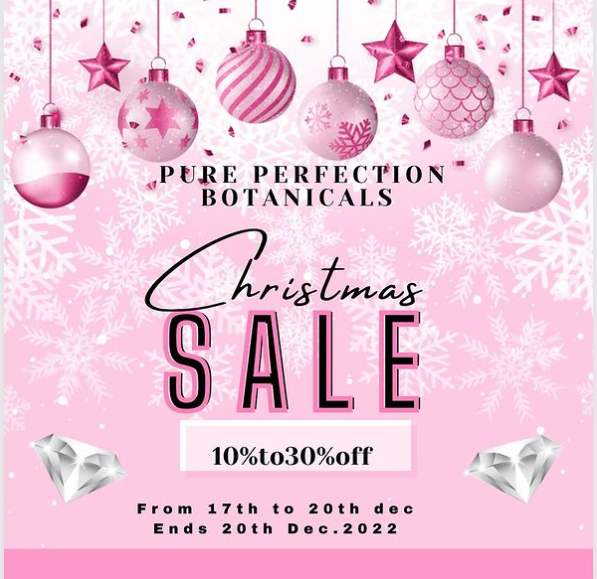 PURE PERFECTION
BOTANICALS
Christmas
SALE
10%to30%off
From 17th to 20th dec
Ends 20th Dec.2022